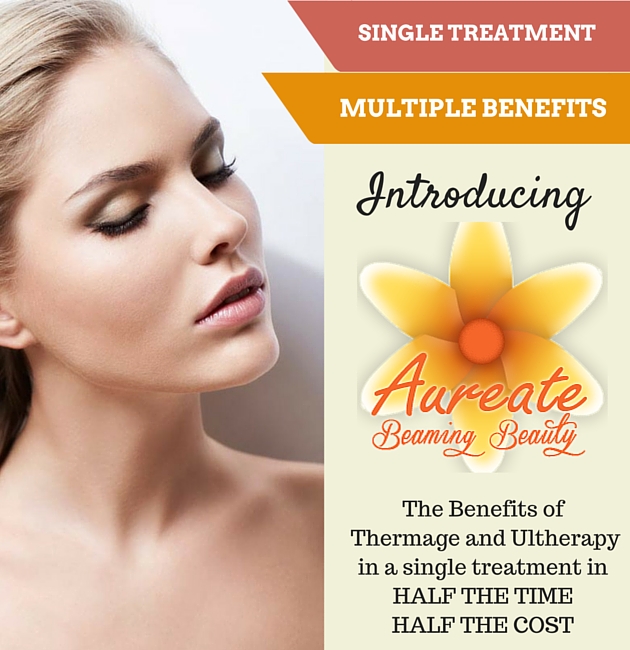 SINGLE TREATMENT
MULTIPLE BENEFITS
Introducing
Aureate
Beaming Beauty
The Benefits of
Thermage and Ultherapy
in a single treatment in
HALF THE TIME
HALF THE COST